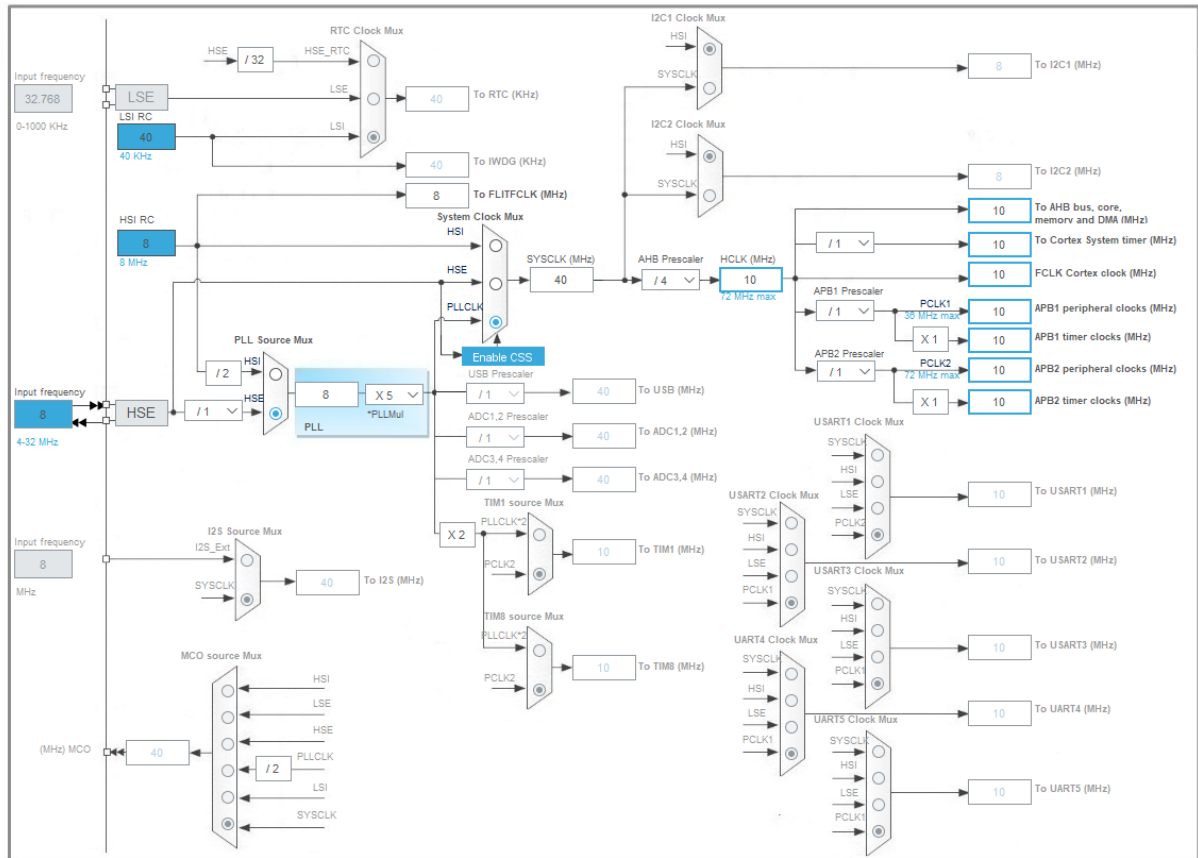 RTC Clock Mux
HSE
/ 32
HSE_RTC
Input frequency
32.768
0-1000 KHz
LSE
LSE
40
To RTC (KHz)
LSI RC
40
40 KHz
LSI
40
To IWDG (KHz)
8
To FLITFCLK (MHz)
HSI RC
8
8 MHz
System Clock Mux
HSI
HSE
PLLCLK
Enable CSS
SYSCLK (MHz)
40
AHB Prescaler
/ 4
HCLK (MHz)
10
72 MHz max
I2C1 Clock Mux
HSI
SYSCLK
8
To I2C1 (MHz)
I2C2 Clock Mux
HSI
SYSCLK
8
To I2C2 (MHz)
10
To AHB bus, core,
memory and DMA (MHz)
/ 1
10
To Cortex System timer (MHz)
10
FCLK Cortex clock (MHz)
APB1 Prescaler
/ 1
PCLK1
36 MHz max
10
APB1 peripheral clocks (MHz)
X 1
10
APB1 timer clocks (MHz)
APB2 Prescaler
/ 1
PCLK2
72 MHz max
10
APB2 peripheral clocks (MHz)
X 1
10
APB2 timer clocks (MHz)
PLL Source Mux
/ 2
HSI
Input frequency
8
4-32 MHz
HSE
/ 1
HSE
8
X 5
*PLLMul
PLL
USB Prescaler
/ 1
40
To USB (MHz)
ADC1,2 Prescaler
/ 1
40
To ADC1,2 (MHz)
ADC3,4 Prescaler
/ 1
40
To ADC3,4 (MHz)
X 2
TIM1 source Mux
PLLCLK*2
PCLK2
10
To TIM1 (MHz)
TIM8 source Mux
PLLCLK*2
PCLK2
10
To TIM8 (MHz)
Input frequency
8
MHz
I2S Source Mux
I2S_Ext
SYSCLK
40
To I2S (MHz)
MCO source Mux
HSI
LSE
HSE
PLLCLK
/ 2
LSI
SYSCLK
(MHz) MCO
40
USART1 Clock Mux
SYSCLK
HSI
LSE
PCLK2
10
To USART1 (MHz)
USART2 Clock Mux
SYSCLK
HSI
LSE
PCLK1
10
To USART2 (MHz)
USART3 Clock Mux
SYSCLK
HSI
LSE
PCLK1
10
To USART3 (MHz)
UART4 Clock Mux
SYSCLK
HSI
LSE
PCLK1
10
To UART4 (MHz)
UART5 Clock Mux
SYSCLK
HSI
LSE
PCLK1
10
To UART5 (MHz)